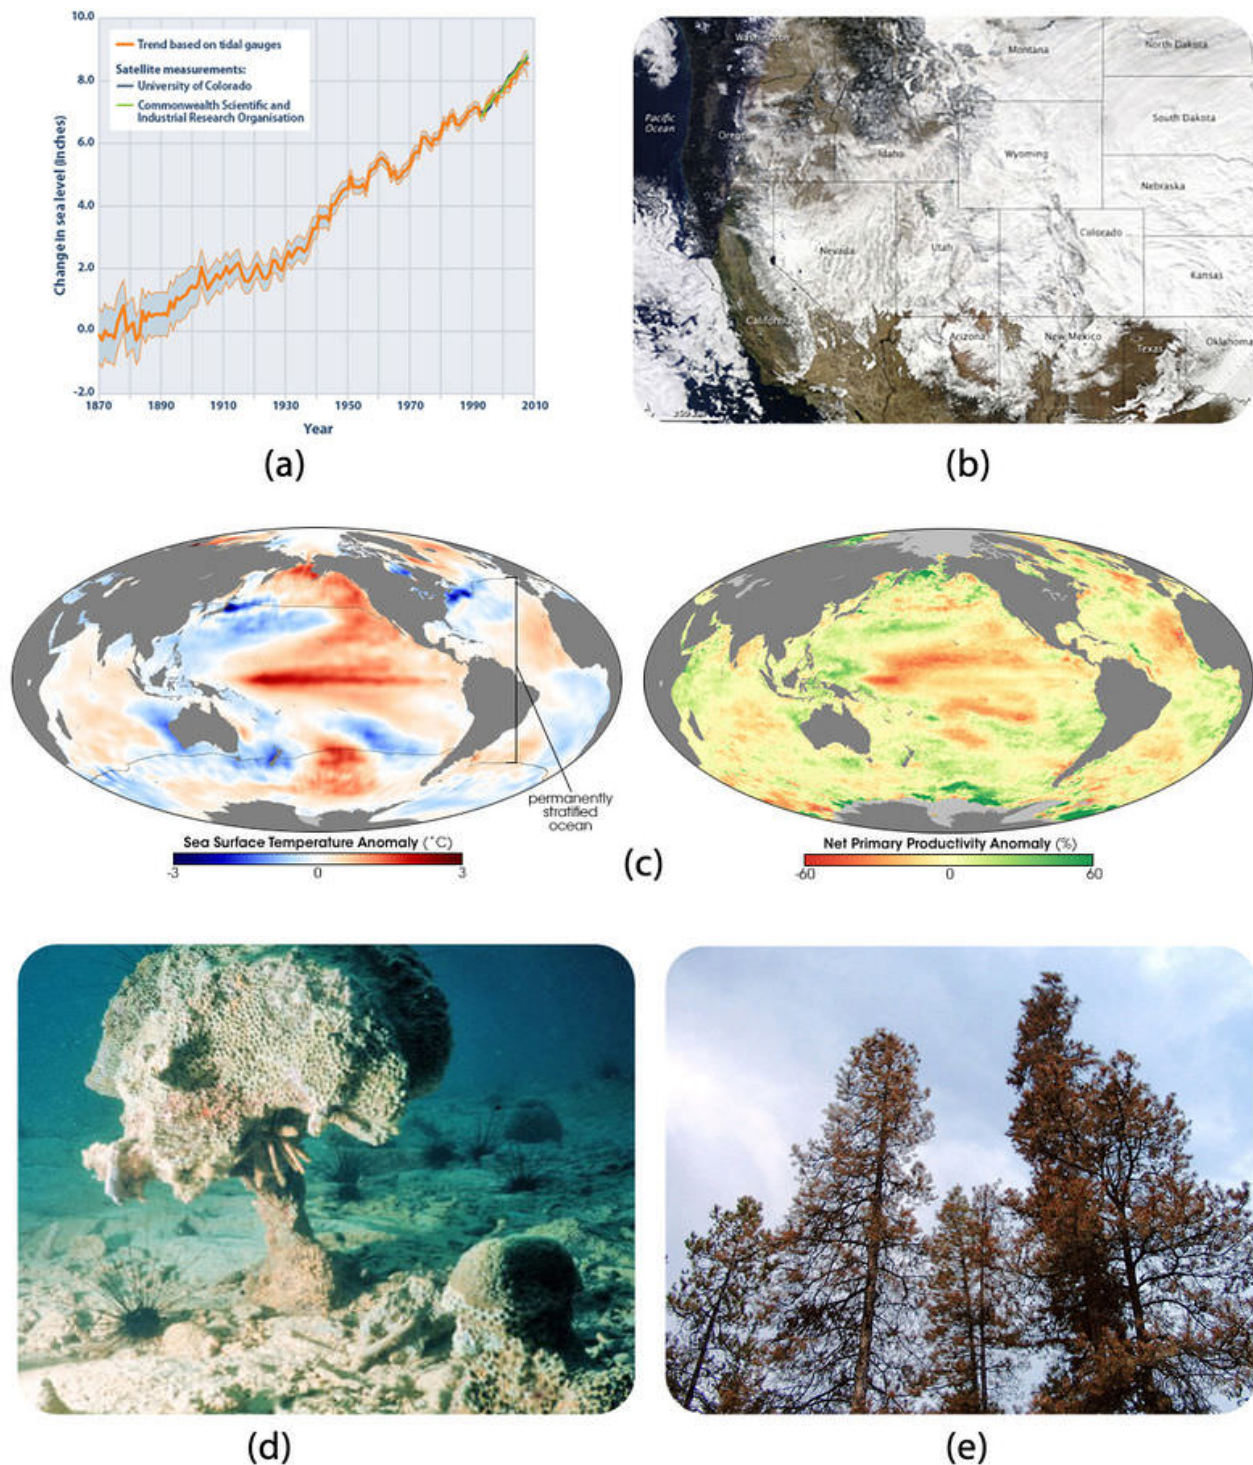 10.0
8.0
6.0
4.0
2.0
0.0
-2.0
Change in sea level (inches)
Trend based on tidal gauges
Satellite measurements:
University of Colorado
Commonwealth Scientific and
Industrial Research Organisation
1870 1890 1910 1930 1950 1970 1990 2010
Year
(a)
Washington
Montana
North Dakota
Pacific
Ocean
Oregon
Idaho
Wyoming
South Dakota
Nebraska
Nevada
Utah
Colorado
Kansas
California
Arizona
New Mexico
Texas
Oklahoma
(b)
permanently
stratified
ocean
Sea Surface Temperature Anomaly (°C)
-3 0 3
(c)
Net Primary Productivity Anomaly (%)
-60 0 60
(d)
(e)